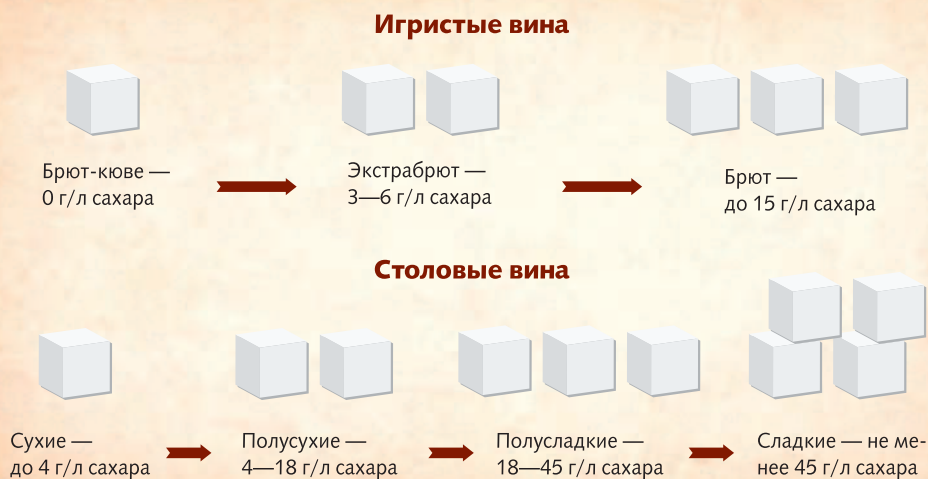 Игристые вина
Брют-кюве —
0 г/л сахара
Экстрабрют —
3—6 г/л сахара
Брют —
до 15 г/л сахара
Столовые вина
Сухие —
до 4 г/л сахара
Полусухие —
4—18 г/л сахара
Полусладкие —
18—45 г/л сахара
Сладкие — не ме-
нее 45 г/л сахара